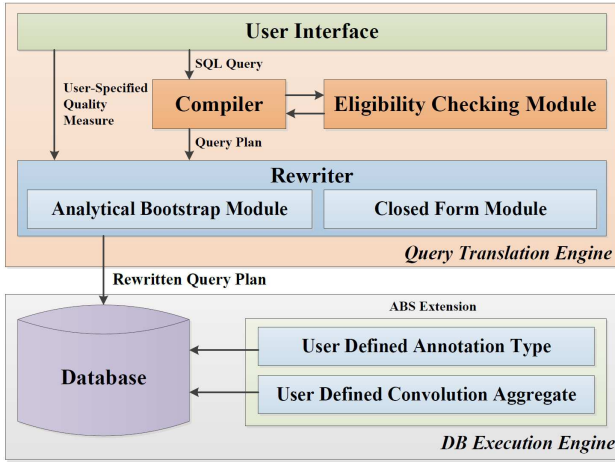 User Interface
SQL Query
User-Specified
Quality
Measure
Compiler
Eligibility Checking Module
Query Plan
Rewriter
Analytical Bootstrap Module
Closed Form Module
Query Translation Engine
Rewritten Query Plan
ABS Extension
Database
User Defined Annotation Type
User Defined Convolution Aggregate
DB Execution Engine